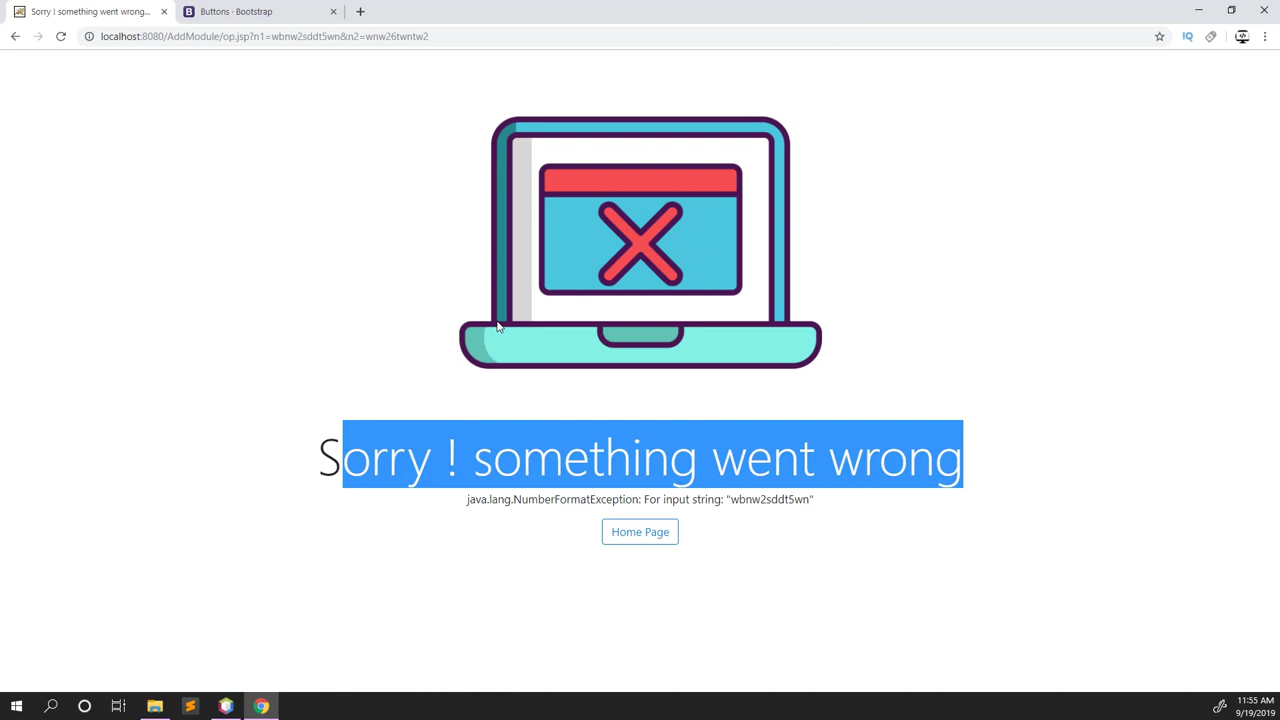 Sorry ! something went wrong...
Buttons · Bootstrap
localhost:8080/AddModule/op.jsp?n1=wbnw2sddt5wn&n2=wnw26twntw2
IQ
Sorry ! something went wrong
java.lang.NumberFormatException: For input string: "wbnw2sddt5wn"
Home Page
11:55 AM
9/19/2019